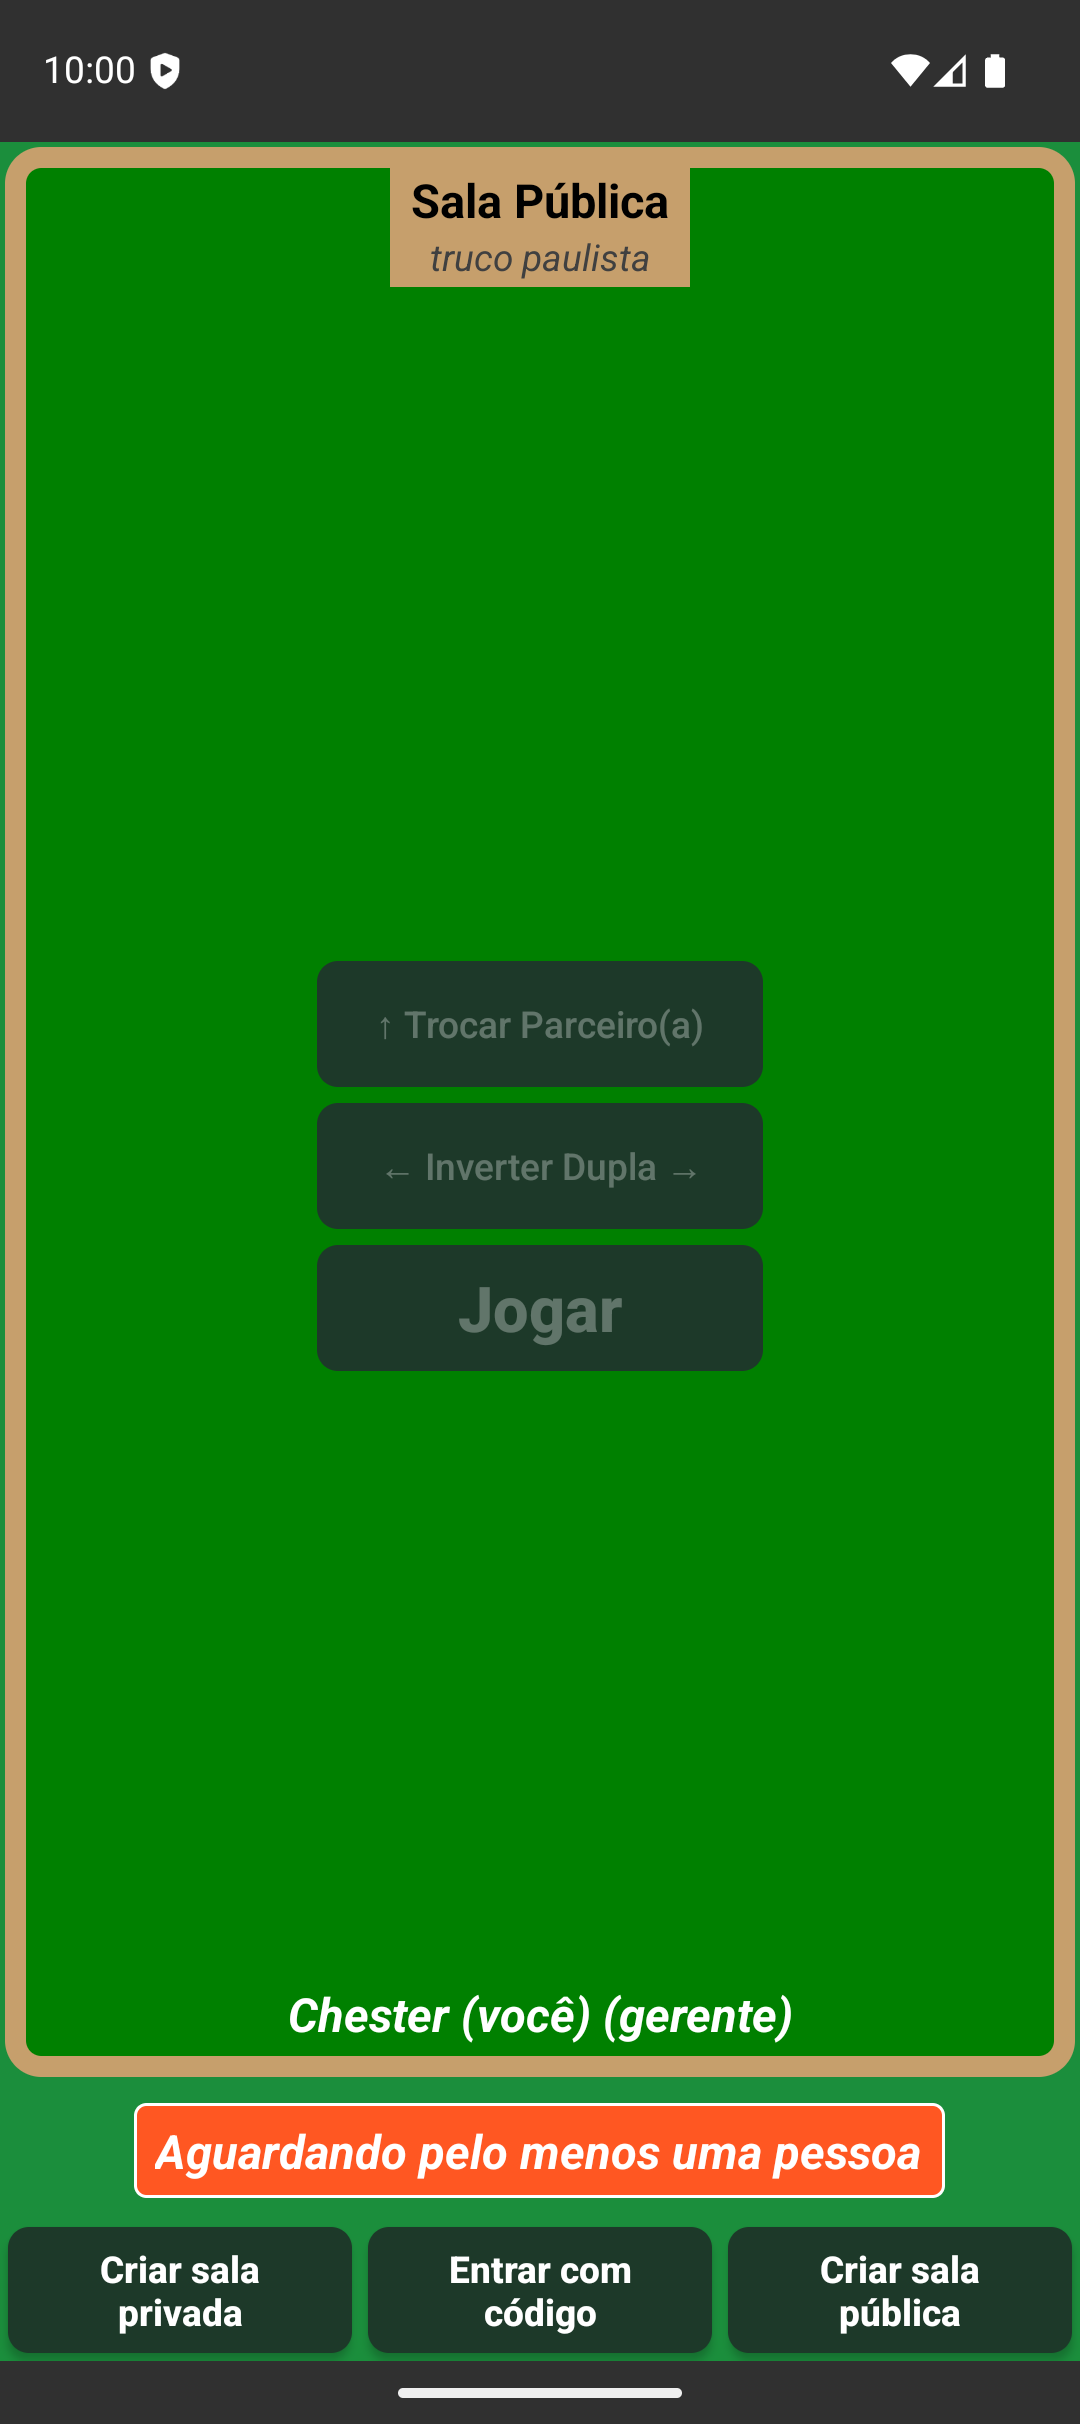 10:00
Sala Pública
truco paulista
↑ Trocar Parceiro(a)
← Inverter Dupla →
Jogar
Chester (você) (gerente)
Aguardando pelo menos uma pessoa
Criar sala
privada
Entrar com
código
Criar sala
pública